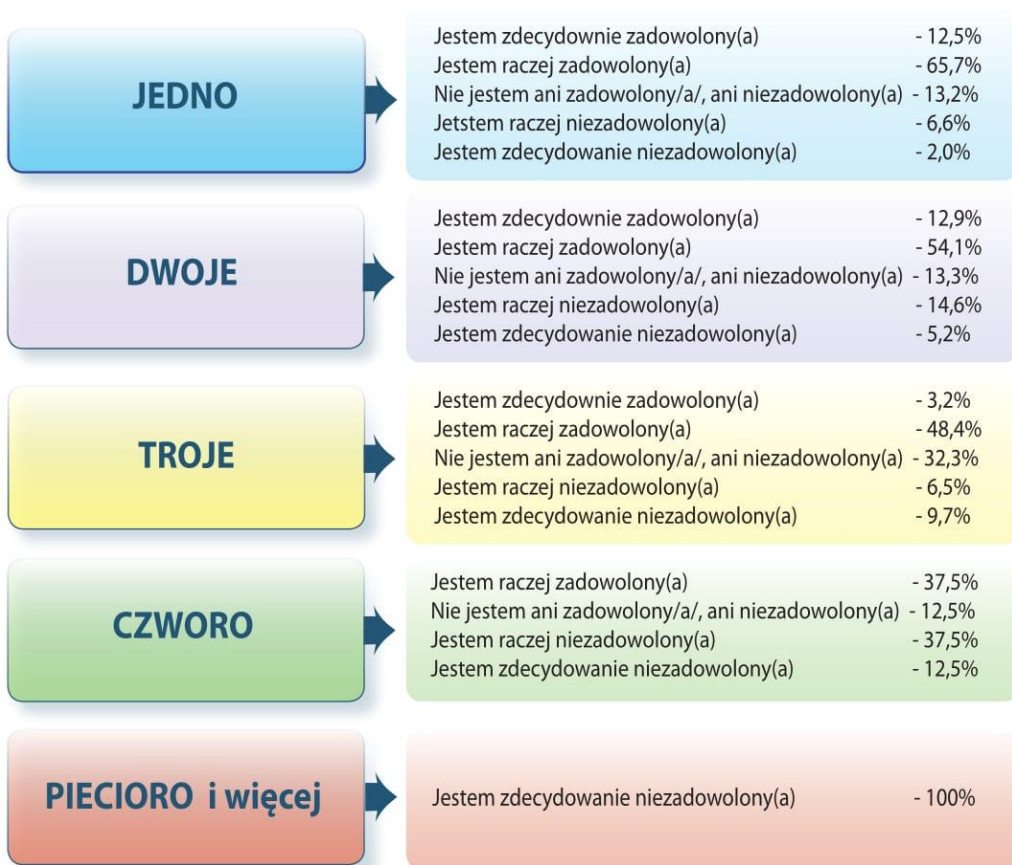 JEDNO
Jestem zdecydownie zadowolony(a) - 12,5%
Jestem raczej zadowolony(a) - 65,7%
Nie jestem ani zadowolony/a/, ani niezadowolony(a) - 13,2%
Jetstem raczej niezadowolony(a) - 6,6%
Jestem zdecydowanie niezadowolony(a) - 2,0%
DWOJE
Jestem zdecydownie zadowolony(a) - 12,9%
Jestem raczej zadowolony(a) - 54,1%
Nie jestem ani zadowolony/a/, ani niezadowolony(a) - 13,3%
Jestem raczej niezadowolony(a) - 14,6%
Jestem zdecydowanie niezadowolony(a) - 5,2%
TROJE
Jestem zdecydownie zadowolony(a) - 3,2%
Jestem raczej zadowolony(a) - 48,4%
Nie jestem ani zadowolony/a/, ani niezadowolony(a) - 32,3%
Jestem raczej niezadowolony(a) - 6,5%
Jestem zdecydowanie niezadowolony(a) - 9,7%
CZWORO
Jestem raczej zadowolony(a) - 37,5%
Nie jestem ani zadowolony/a/, ani niezadowolony(a) - 12,5%
Jestem raczej niezadowolony(a) - 37,5%
Jestem zdecydowanie niezadowolony(a) - 12,5%
PIECIORO i więcej
Jestem zdecydowanie niezadowolony(a) - 100%